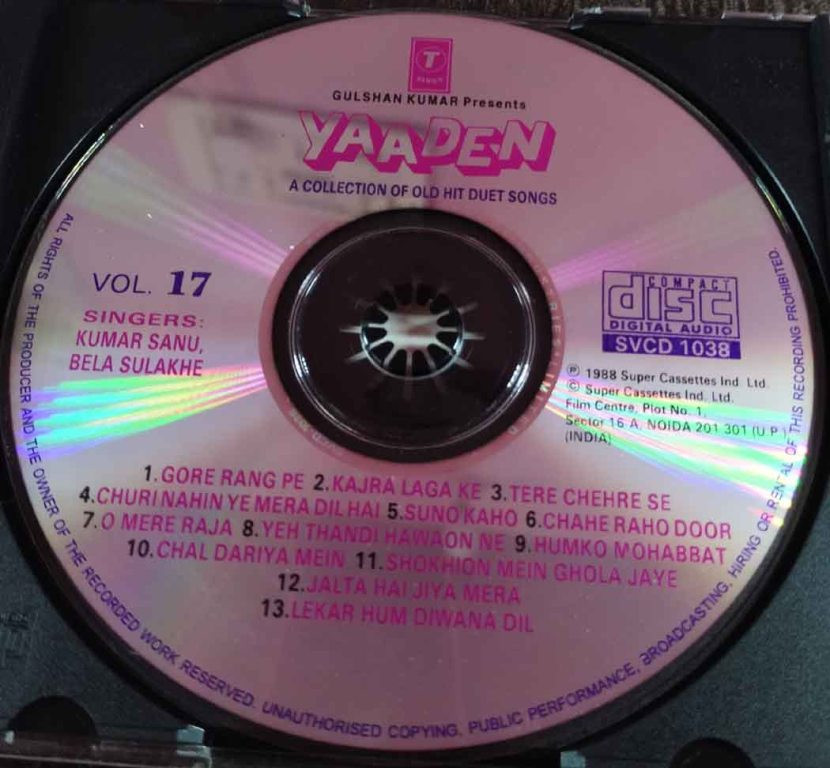 T
GULSHAN KUMAR Presents
YAADEN
A COLLECTION OF OLD HIT DUET SONGS
VOL. 17
SINGERS:
KUMAR SANU,
BELA SULAKHE
COMPACT
disc
DIGITAL AUDIO
SVCD 1038
℗ 1988 Super Cassettes Ind. Ltd.
© Super Cassettes Ind. Ltd.
Film Centre, Plot No. 1,
Sector 16 A, NOIDA 201 301 (U P )
(INDIA)
1.GORE RANG PE 2.KAJRA LAGA KE 3.TERE CHEHRE SE
4.CHURI NAHIN YE MERA DIL HAI 5.SUNO KAHO 6.CHAHE RAHO DOOR
7.O MERE RAJA 8.YEH THANDI HAWAON NE 9.HUMKO MOHABBAT
10.CHAL DARIYA MEIN 11.SHOKHION MEIN GHOLA JAYE
12.JALTA HAI JIYA MERA
13.LEKAR HUM DIWANA DIL
ALL RIGHTS OF THE PRODUCER AND THE OWNER OF THE RECORDED WORK RESERVED. UNAUTHORISED COPYING, PUBLIC PERFORMANCE, BROADCASTING, HIRING OR RENTAL OF THIS RECORDING PROHIBITED.